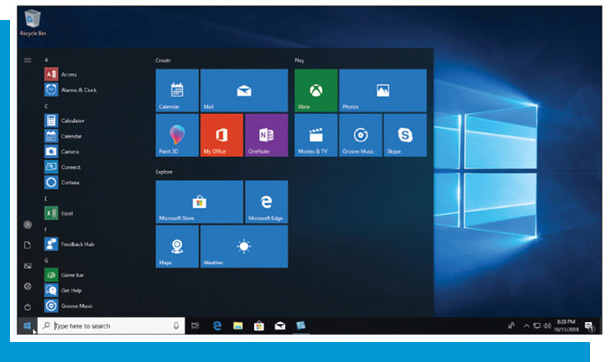 Recycle Bin
A
Access
Alarms & Clock
C
Calculator
Calendar
Camera
Connect
Cortana
E
Excel
F
Feedback Hub
G
Game bar
Get Help
Groove Music
Create
Calendar
Mail
Paint 3D
My Office
OneNote
Explore
Microsoft Store
Microsoft Edge
Maps
Weather
Play
Xbox
Photos
Movies & TV
Groove Music
Skype
Type here to search
8:28 PM
10/11/2018